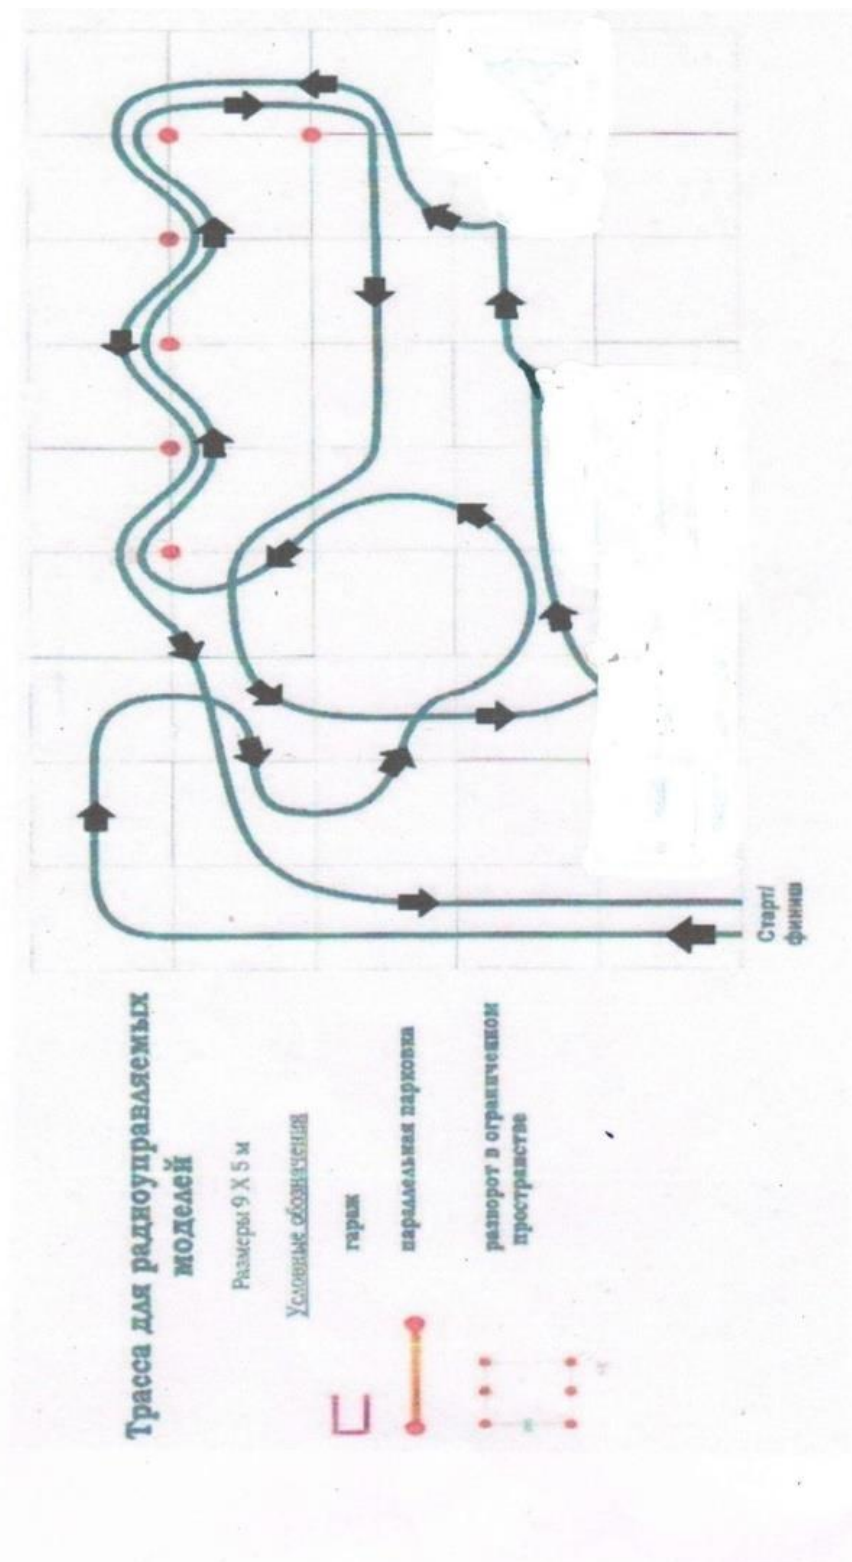 Трасса для радиоуправляемых
моделей
Размеры 9 X 5 м
Условные обозначения
гараж
параллельная парковка
разворот в ограниченном
пространстве
Старт/
финиш